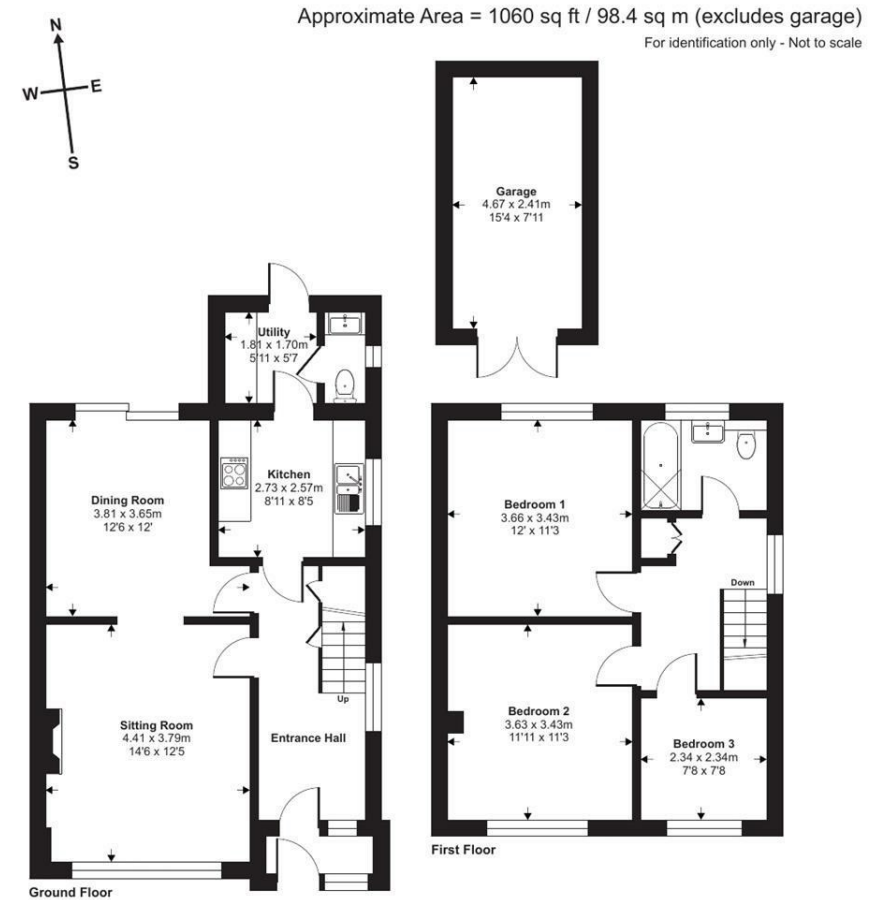 Approximate Area = 1060 sq ft / 98.4 sq m (excludes garage)
For identification only - Not to scale
N
W
E
S
Garage
4.67 x 2.41m
15'4 x 7'11
Utility
1.81 x 1.70m
5'11 x 5'7
Kitchen
2.73 x 2.57m
8'11 x 8'5
Dining Room
3.81 x 3.65m
12'6 x 12'
Sitting Room
4.41 x 3.79m
14'6 x 12'5
Up
Entrance Hall
Ground Floor
Bedroom 1
3.66 x 3.43m
12' x 11'3
Down
Bedroom 2
3.63 x 3.43m
11'11 x 11'3
Bedroom 3
2.34 x 2.34m
7'8 x 7'8
First Floor